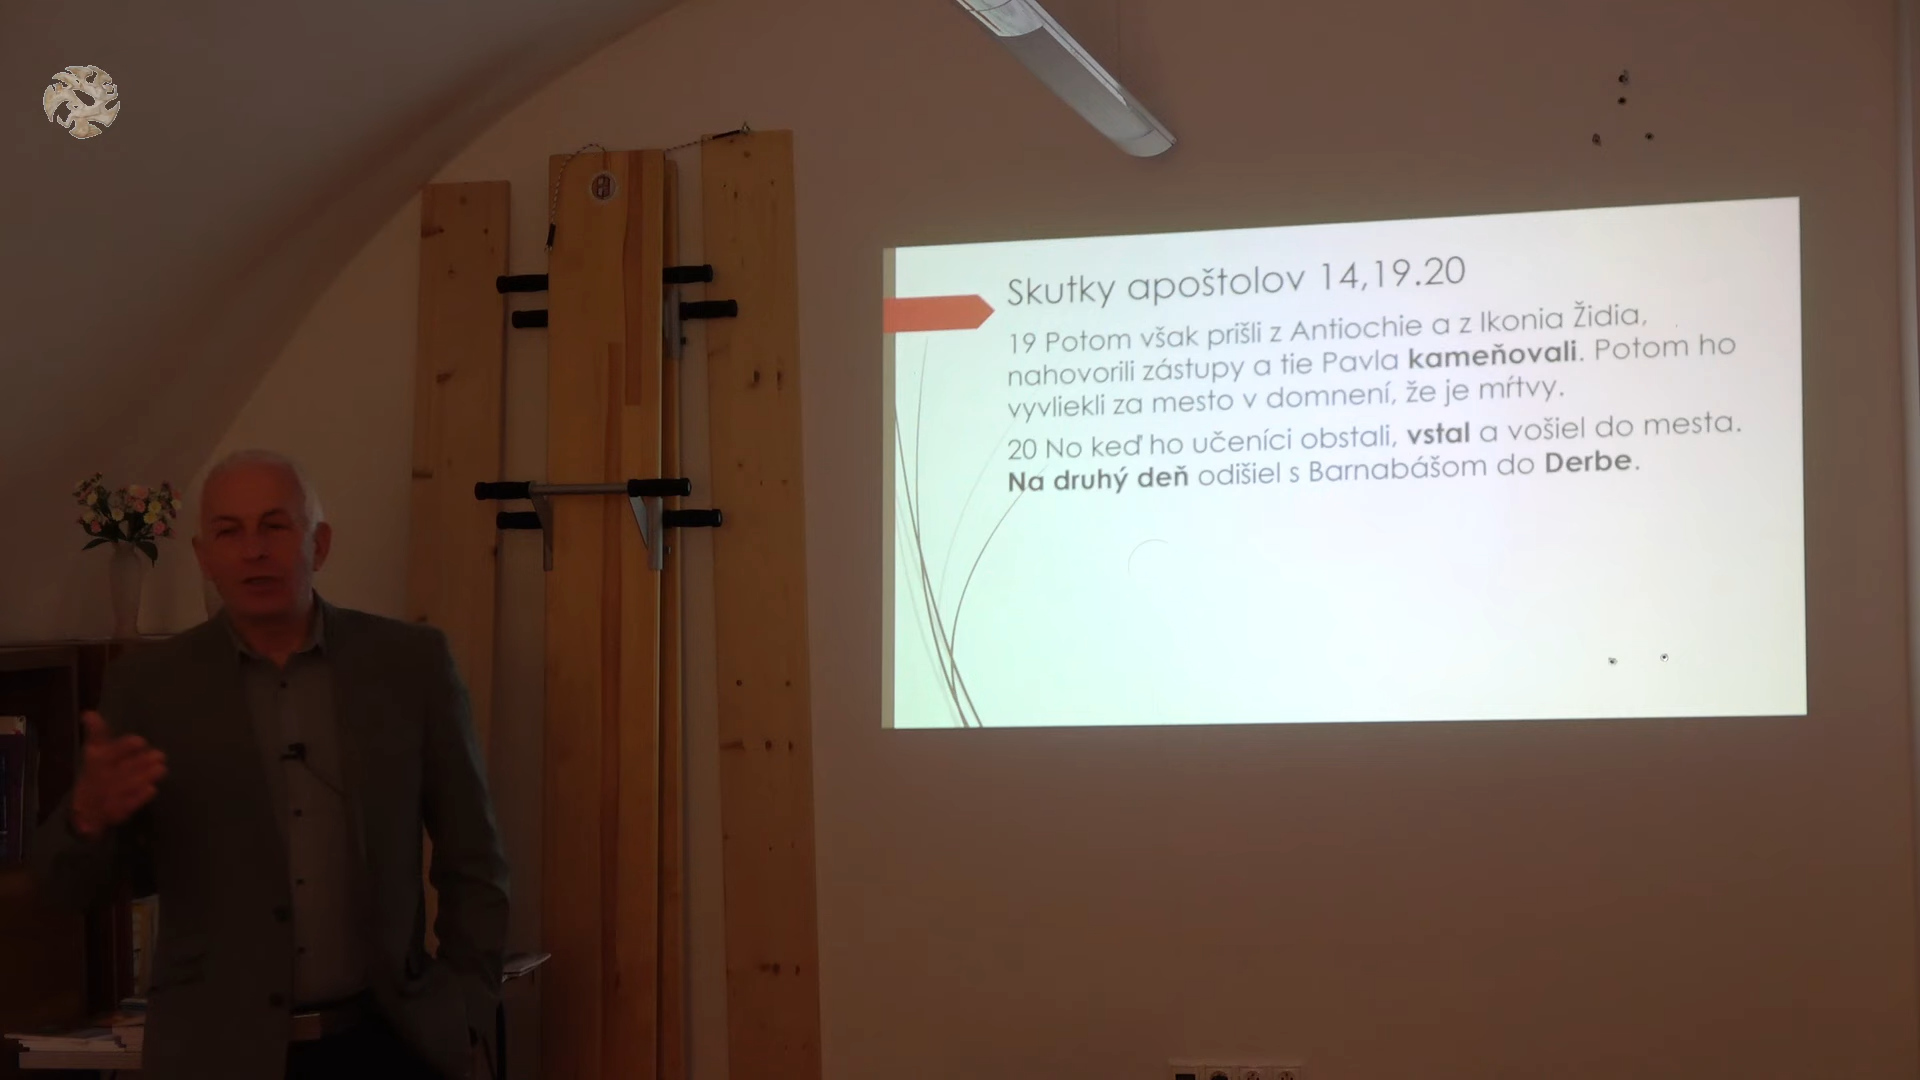 Skutky apoštolov 14,19.20
19 Potom však prišli z Antiochie a z Ikonia Židia,
nahovorili zástupy a tie Pavla kameňovali. Potom ho
vyvliekli za mesto v domnení, že je mŕtvy.
20 No keď ho učeníci obstali, vstal a vošiel do mesta.
Na druhý deň odišiel s Barnabášom do Derbe.